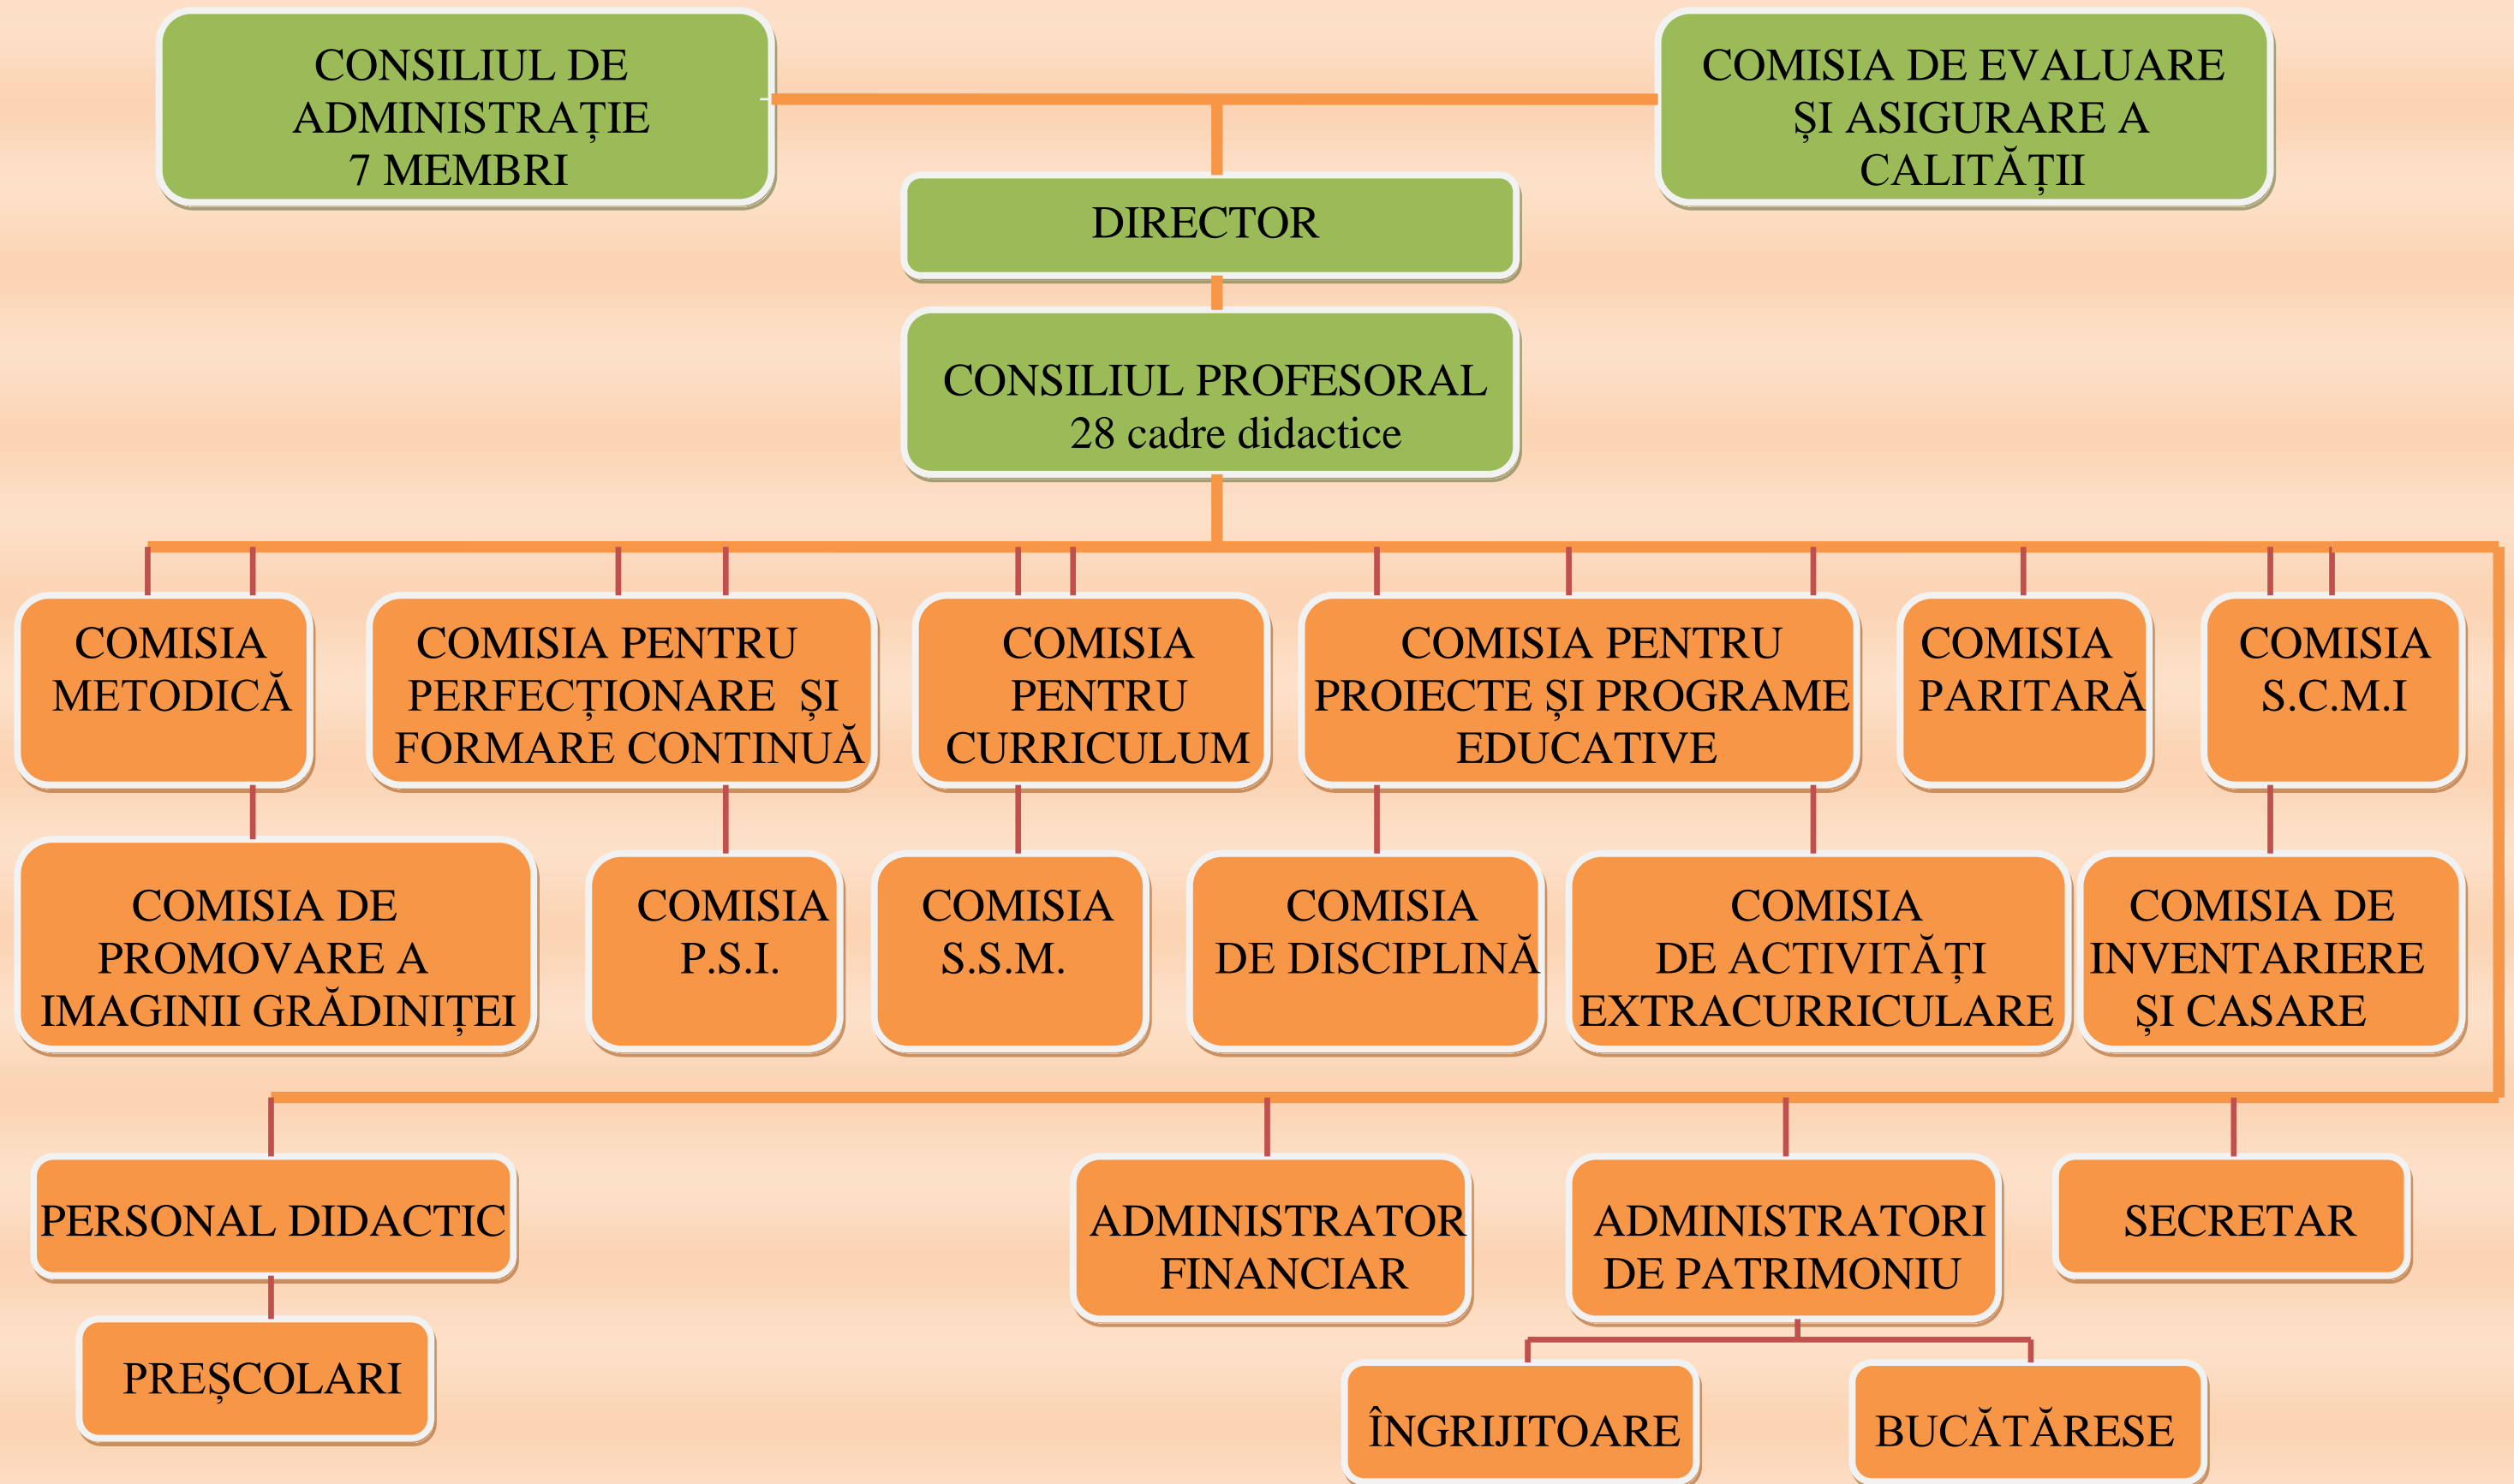 CONSILIUL DE
ADMINISTRAȚIE
7 MEMBRI
COMISIA DE EVALUARE
ȘI ASIGURARE A
CALITĂȚII
DIRECTOR
CONSILIUL PROFESORAL
28 cadre didactice
COMISIA
METODICĂ
COMISIA PENTRU
PERFECȚIONARE ȘI
FORMARE CONTINUĂ
COMISIA
PENTRU
CURRICULUM
COMISIA PENTRU
PROIECTE ȘI PROGRAME
EDUCATIVE
COMISIA
PARITARĂ
COMISIA
S.C.M.I
COMISIA DE
PROMOVARE A
IMAGINII GRĂDINIȚEI
COMISIA
P.S.I.
COMISIA
S.S.M.
COMISIA
DE DISCIPLINĂ
COMISIA
DE ACTIVITĂȚI
EXTRACURRICULARE
COMISIA DE
INVENTARIERE
ȘI CASARE
PERSONAL DIDACTIC
ADMINISTRATOR
FINANCIAR
ADMINISTRATORI
DE PATRIMONIU
SECRETAR
PREȘCOLARI
ÎNGRIJITOARE
BUCĂTĂRESE